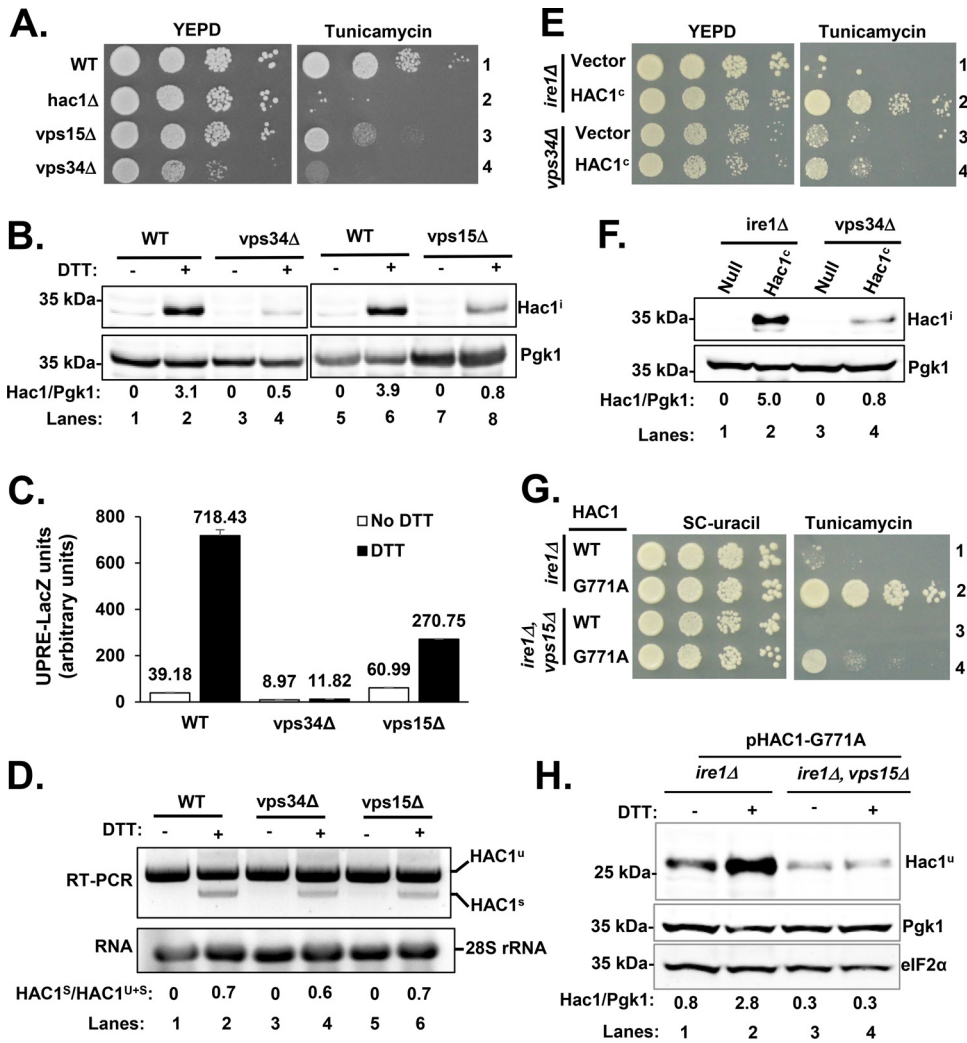 A.
YEPD Tunicamycin
WT 1
hac1Δ 2
vps15Δ 3
vps34Δ 4
B.
WT vps34Δ WT vps15Δ
DTT: - + - + - + - +
35 kDa- Hac1ⁱ
35 kDa- Pgk1
Hac1/Pgk1: 0 3.1 0 0.5 0 3.9 0 0.8
Lanes: 1 2 3 4 5 6 7 8
C.
UPRE-LacZ units
(arbitrary units)
800
600
400
200
0
No DTT
DTT
39.18 718.43 8.97 11.82 60.99 270.75
WT vps34Δ vps15Δ
D.
WT vps34Δ vps15Δ
DTT: - + - + - +
RT-PCR HAC1ᵘ
HAC1ˢ
RNA 28S rRNA
HAC1ˢ/HAC1ᵁ⁺ˢ: 0 0.7 0 0.6 0 0.7
Lanes: 1 2 3 4 5 6
E.
YEPD Tunicamycin
ire1Δ
Vector 1
HAC1ᶜ 2
vps34Δ
Vector 3
HAC1ᶜ 4
F.
ire1Δ vps34Δ
Null Hac1ᶜ Null Hac1ᶜ
35 kDa- Hac1ⁱ
35 kDa- Pgk1
Hac1/Pgk1: 0 5.0 0 0.8
Lanes: 1 2 3 4
G.
HAC1 SC-uracil Tunicamycin
ire1Δ
WT 1
G771A 2
ire1Δ,
vps15Δ
WT 3
G771A 4
H.
pHAC1-G771A
ire1Δ ire1Δ, vps15Δ
DTT: - + - +
25 kDa- Hac1ᵘ
35 kDa- Pgk1
35 kDa- eIF2α
Hac1/Pgk1: 0.8 2.8 0.3 0.3
Lanes: 1 2 3 4